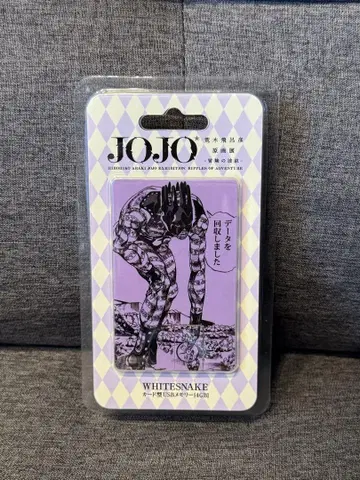 JOJO
荒木飛呂彦
原画展
-冒険の波紋-
HIROHIKO ARAKI JOJO EXHIBITION: RIPPLES OF ADVENTURE
データを
回収しました
WHITESNAKE
カード型USBメモリー[4GB]